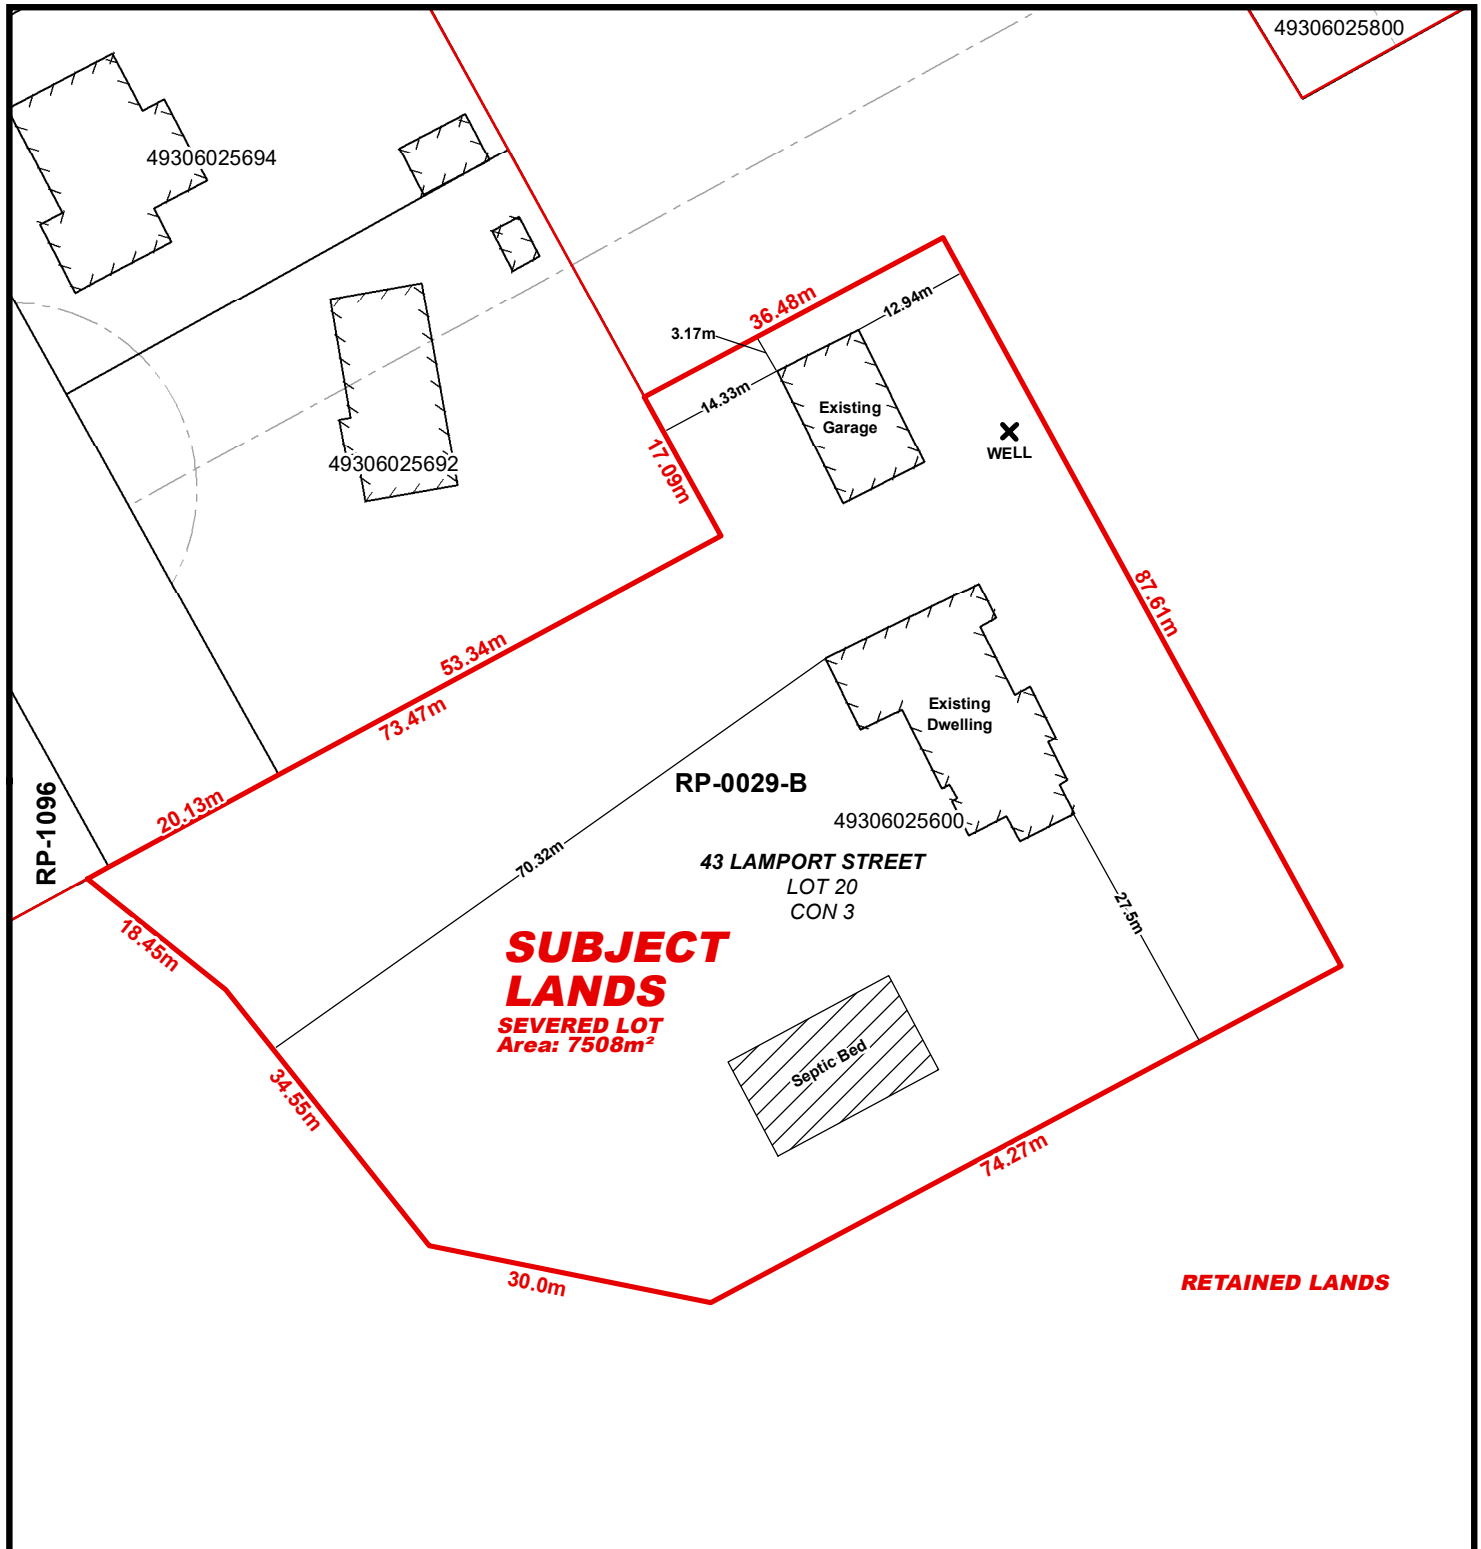 49306025800
49306025694
36.48m
12.94m
3.17m
14.33m
Existing
Garage
WELL
49306025692
17.09m
87.61m
53.34m
73.47m
Existing
Dwelling
RP-0029-B
20.13m
RP-1096
49306025600
70.32m
43 LAMPORT STREET
LOT 20
CON 3
27.5m
18.45m
SUBJECT
LANDS
SEVERED LOT
Area: 7508m²
34.55m
Septic Bed
74.27m
30.0m
RETAINED LANDS